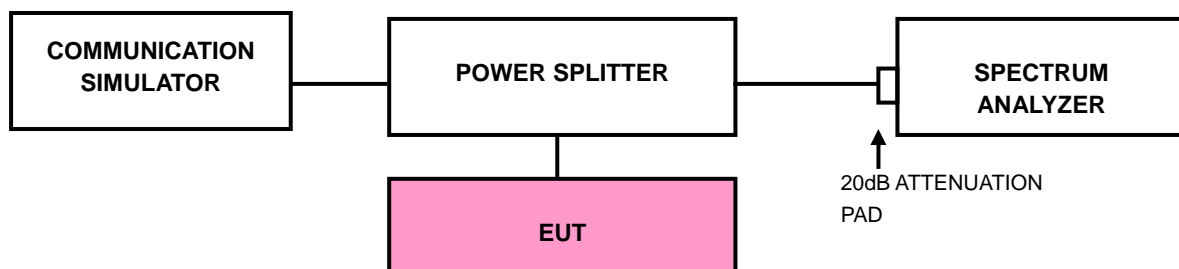 COMMUNICATION
SIMULATOR
POWER SPLITTER
SPECTRUM
ANALYZER
20dB ATTENUATION
PAD
EUT